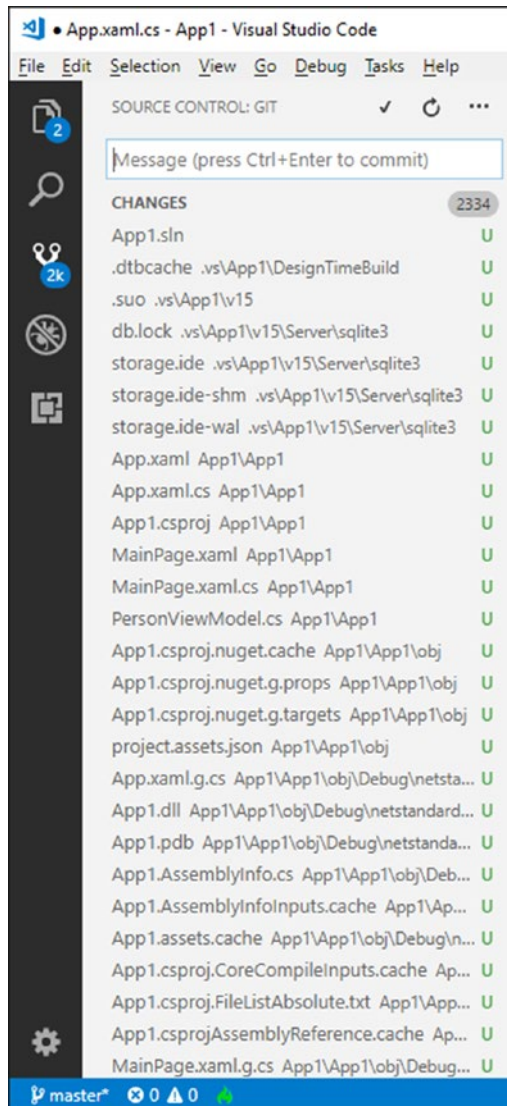 ● App.xaml.cs - App1 - Visual Studio Code
File Edit Selection View Go Debug Tasks Help
SOURCE CONTROL: GIT
2
Message (press Ctrl+Enter to commit)
CHANGES 2334
App1.sln U
2k
.dtbcache .vs\App1\DesignTimeBuild U
.suo .vs\App1\v15 U
db.lock .vs\App1\v15\Server\sqlite3 U
storage.ide .vs\App1\v15\Server\sqlite3 U
storage.ide-shm .vs\App1\v15\Server\sqlite3 U
storage.ide-wal .vs\App1\v15\Server\sqlite3 U
App.xaml App1\App1 U
App.xaml.cs App1\App1 U
App1.csproj App1\App1 U
MainPage.xaml App1\App1 U
MainPage.xaml.cs App1\App1 U
PersonViewModel.cs App1\App1 U
App1.csproj.nuget.cache App1\App1\obj U
App1.csproj.nuget.g.props App1\App1\obj U
App1.csproj.nuget.g.targets App1\App1\obj U
project.assets.json App1\App1\obj U
App.xaml.g.cs App1\App1\obj\Debug\netsta... U
App1.dll App1\App1\obj\Debug\netstandard... U
App1.pdb App1\App1\obj\Debug\netstanda... U
App1.AssemblyInfo.cs App1\App1\obj\Deb... U
App1.AssemblyInfoInputs.cache App1\Ap... U
App1.assets.cache App1\App1\obj\Debug\n... U
App1.csproj.CoreCompileInputs.cache Ap... U
App1.csproj.FileListAbsolute.txt App1\App... U
App1.csprojAssemblyReference.cache Ap... U
MainPage.xaml.g.cs App1\App1\obj\Debug... U
master* 0 0